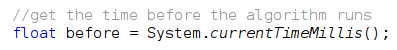 //get the time before the algorithm runs
float before = System.currentTimeMillis();